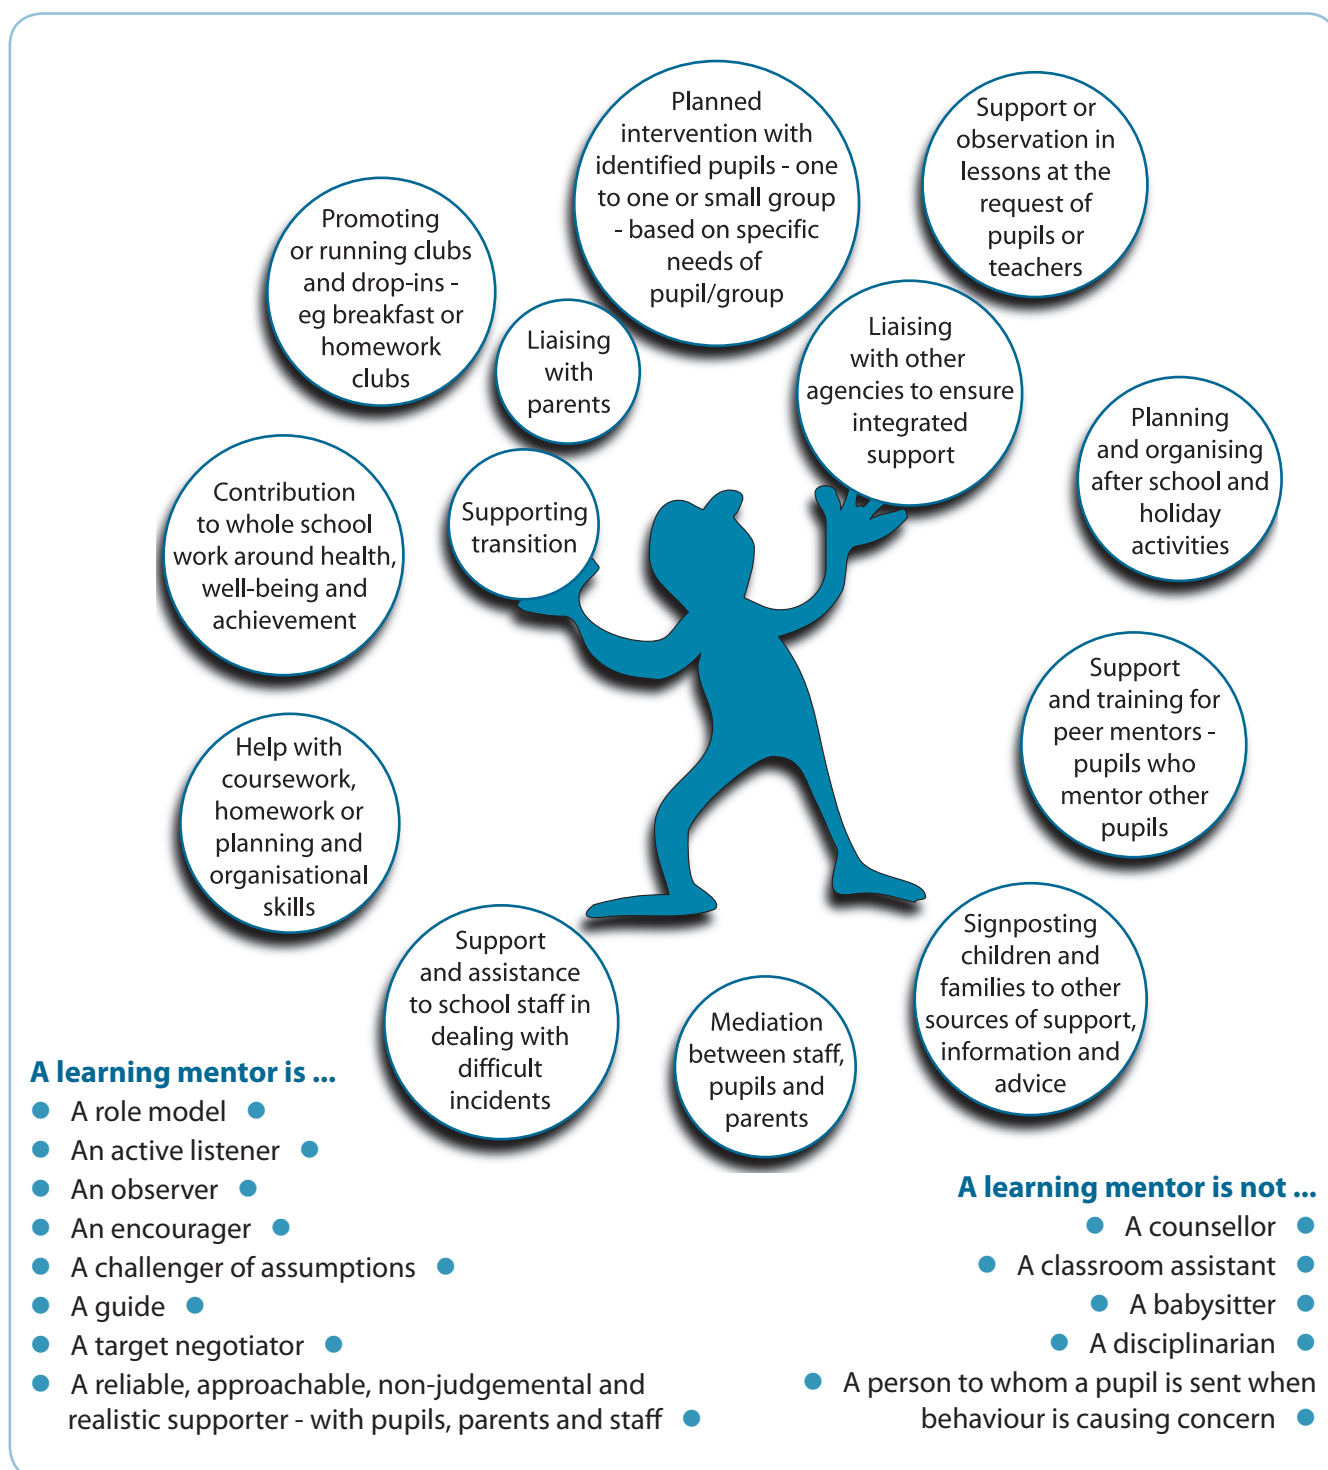 Planned
intervention with
identified pupils - one
to one or small group
- based on specific
needs of
pupil/group
Support or
observation in
lessons at the
request of
pupils or
teachers
Promoting
or running clubs
and drop-ins -
eg breakfast or
homework
clubs
Liaising
with
parents
Liaising
with other
agencies to ensure
integrated
support
Planning
and organising
after school and
holiday
activities
Contribution
to whole school
work around health,
well-being and
achievement
Supporting
transition
Support
and training for
peer mentors -
pupils who
mentor other
pupils
Help with
coursework,
homework or
planning and
organisational
skills
Support
and assistance
to school staff in
dealing with
difficult
incidents
Mediation
between staff,
pupils and
parents
Signposting
children and
families to other
sources of support,
information and
advice
A learning mentor is ...
● A role model ●
● An active listener ●
● An observer ●
● An encourager ●
● A challenger of assumptions ●
● A guide ●
● A target negotiator ●
● A reliable, approachable, non-judgemental and
realistic supporter - with pupils, parents and staff ●
A learning mentor is not ...
● A counsellor ●
● A classroom assistant ●
● A babysitter ●
● A disciplinarian ●
● A person to whom a pupil is sent when
behaviour is causing concern ●